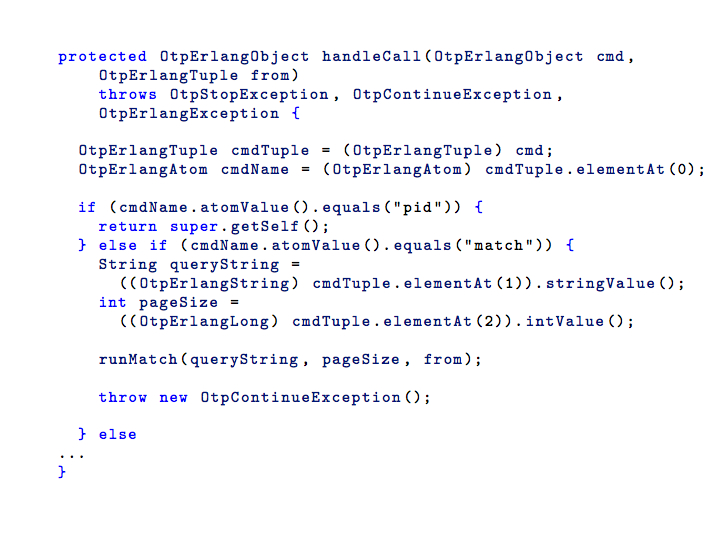 protected OtpErlangObject handleCall(OtpErlangObject cmd,
OtpErlangTuple from)
throws OtpStopException, OtpContinueException,
OtpErlangException {
OtpErlangTuple cmdTuple = (OtpErlangTuple) cmd;
OtpErlangAtom cmdName = (OtpErlangAtom) cmdTuple.elementAt(0);
if (cmdName.atomValue().equals("pid")) {
return super.getSelf();
} else if (cmdName.atomValue().equals("match")) {
String queryString =
((OtpErlangString) cmdTuple.elementAt(1)).stringValue();
int pageSize =
((OtpErlangLong) cmdTuple.elementAt(2)).intValue();
runMatch(queryString, pageSize, from);
throw new OtpContinueException();
} else
...
}